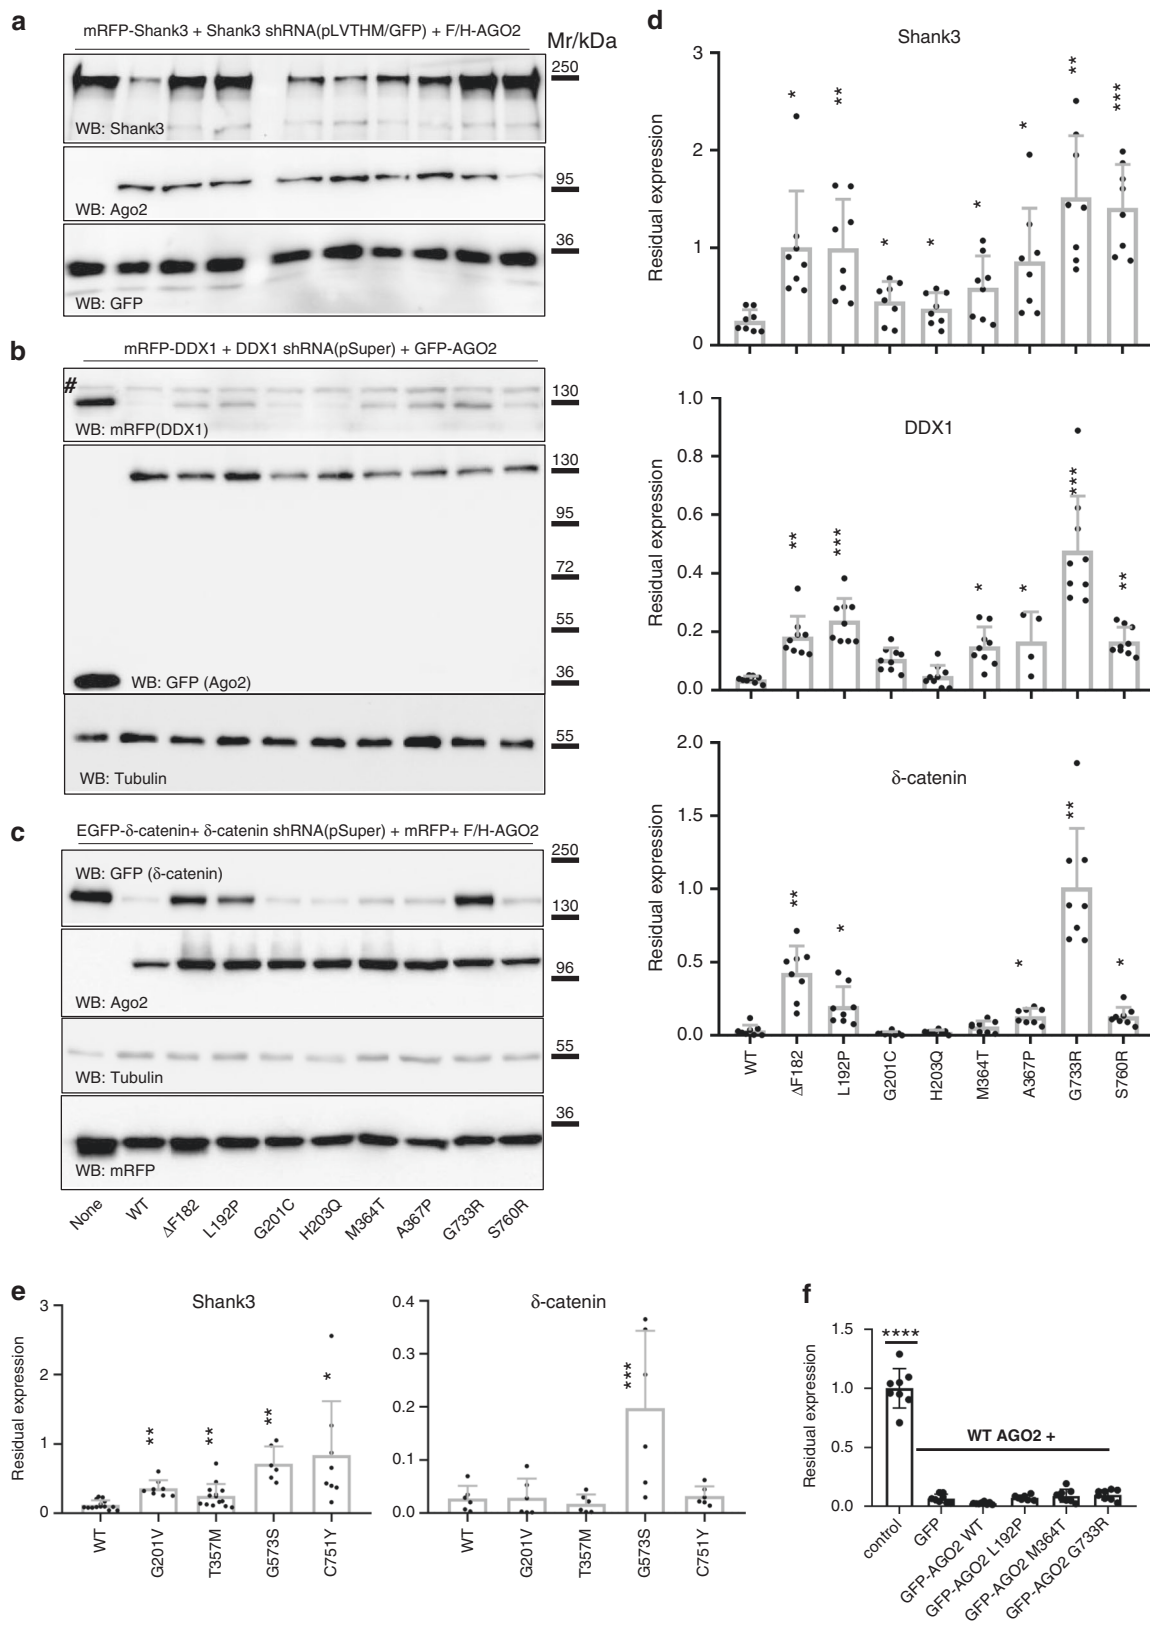 a
mRFP-Shank3 + Shank3 shRNA(pLVTHM/GFP) + F/H-AGO2
Mr/kDa
250
WB: Shank3
95
WB: Ago2
36
WB: GFP
b
mRFP-DDX1 + DDX1 shRNA(pSuper) + GFP-AGO2
#
130
WB: mRFP(DDX1)
130
95
72
55
36
WB: GFP (Ago2)
55
WB: Tubulin
c
EGFP-δ-catenin+ δ-catenin shRNA(pSuper) + mRFP+ F/H-AGO2
250
WB: GFP (δ-catenin)
130
96
WB: Ago2
55
WB: Tubulin
36
WB: mRFP
None WT ΔF182 L192P G201C H203Q M364T A367P G733R S760R
d
Shank3
Residual expression
3
2
1
0
* ** * * * * ** ***
DDX1
Residual expression
1.0
0.8
0.6
0.4
0.2
0.0
** *** * * *** **
δ-catenin
Residual expression
2.0
1.5
1.0
0.5
0.0
** * * ** *
WT ΔF182 L192P G201C H203Q M364T A367P G733R S760R
e
Shank3
Residual expression
3
2
1
0
** ** ** *
WT G201V T357M G573S C751Y
δ-catenin
0.4
0.3
0.2
0.1
0.0
***
WT G201V T357M G573S C751Y
f
Residual expression
1.5
1.0
0.5
0.0
****
WT AGO2 +
control GFP GFP-AGO2 WT GFP-AGO2 L192P GFP-AGO2 M364T GFP-AGO2 G733R